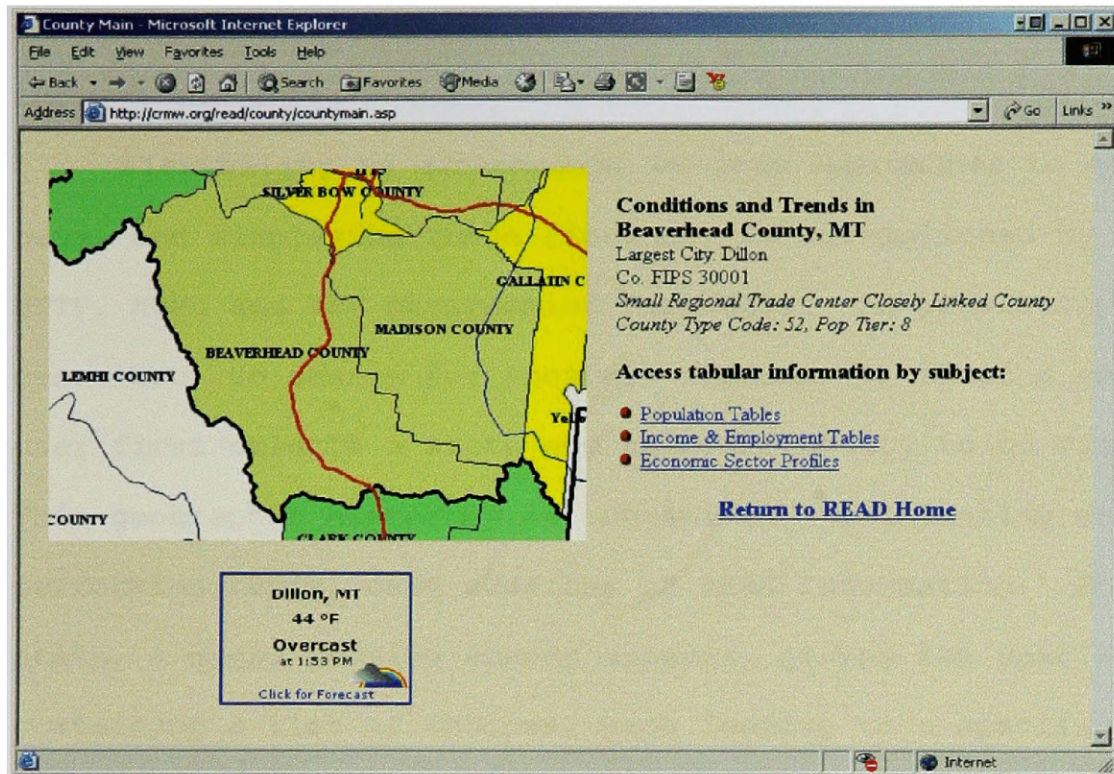 County Main - Microsoft Internet Explorer
File Edit View Favorites Tools Help
Back Search Favorites Media
Address http://crmw.org/read/county/countymain.asp Go Links »
SILVER BOW COUNTY
GALLATIN C
MADISON COUNTY
BEAVERHEAD COUNTY
LEMHI COUNTY
COUNTY
CLARK COUNTY
Conditions and Trends in
Beaverhead County, MT
Largest City: Dillon
Co. FIPS 30001
Small Regional Trade Center Closely Linked County
County Type Code: 52, Pop Tier: 8
Access tabular information by subject:
Population Tables
Income & Employment Tables
Economic Sector Profiles
Return to READ Home
Dillon, MT
44 °F
Overcast
at 1:53 PM
Click for Forecast
Internet